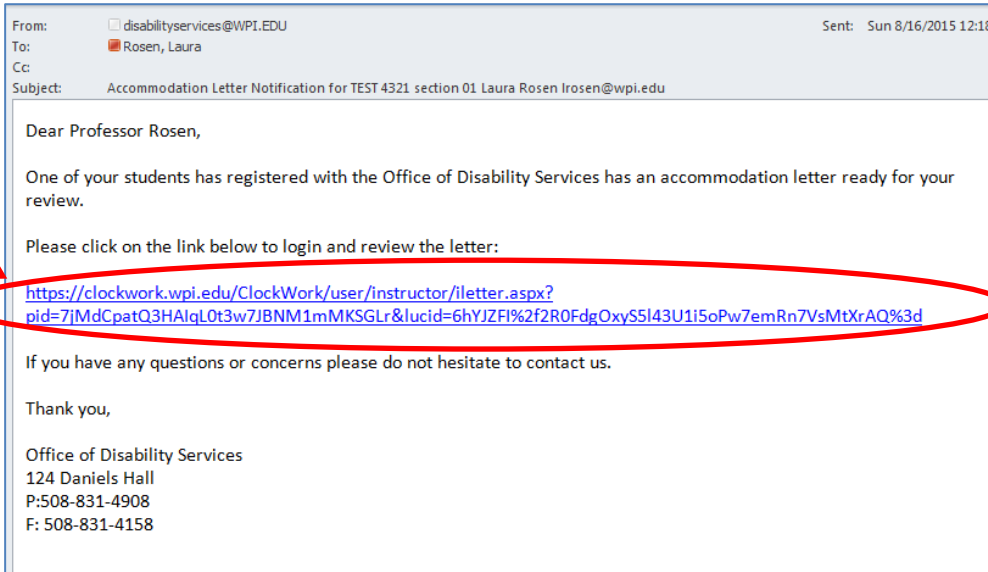 From: disabilityservices@WPI.EDU Sent: Sun 8/16/2015 12:18
To: Rosen, Laura
Cc:
Subject: Accommodation Letter Notification for TEST 4321 section 01 Laura Rosen lrosen@wpi.edu
Dear Professor Rosen,
One of your students has registered with the Office of Disability Services has an accommodation letter ready for your
review.
Please click on the link below to login and review the letter:
https://clockwork.wpi.edu/ClockWork/user/instructor/iletter.aspx?
pid=7jMdCpatQ3HAIqL0t3w7JBNM1mMKSGLr&lucid=6hYJZFI%2f2R0FdgOxyS5l43U1i5oPw7emRn7VsMtXrAQ%3d
If you have any questions or concerns please do not hesitate to contact us.
Thank you,
Office of Disability Services
124 Daniels Hall
P:508-831-4908
F: 508-831-4158